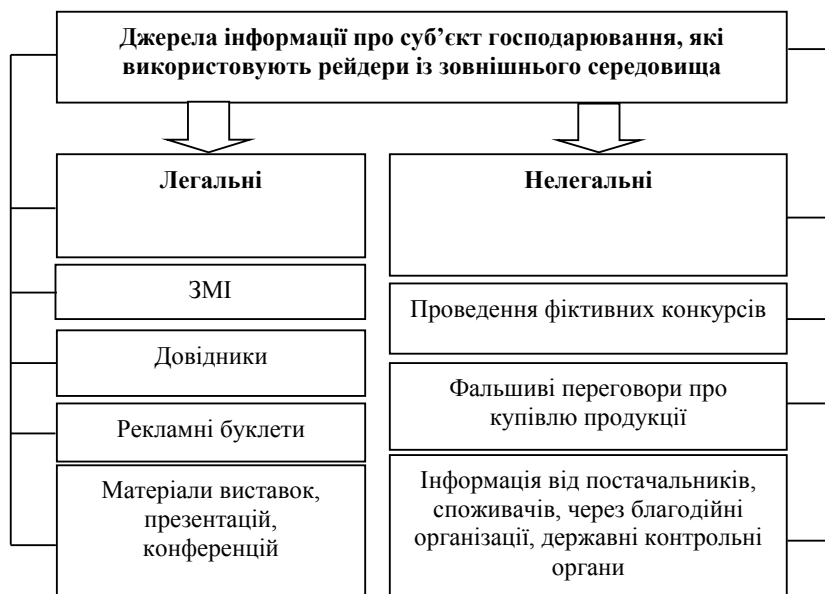 Джерела інформації про суб’єкт господарювання, які
використовують рейдери із зовнішнього середовища
Легальні
ЗМІ
Довідники
Рекламні буклети
Матеріали виставок,
презентацій,
конференцій
Нелегальні
Проведення фіктивних конкурсів
Фальшиві переговори про
купівлю продукції
Інформація від постачальників,
споживачів, через благодійні
організації, державні контрольні
органи